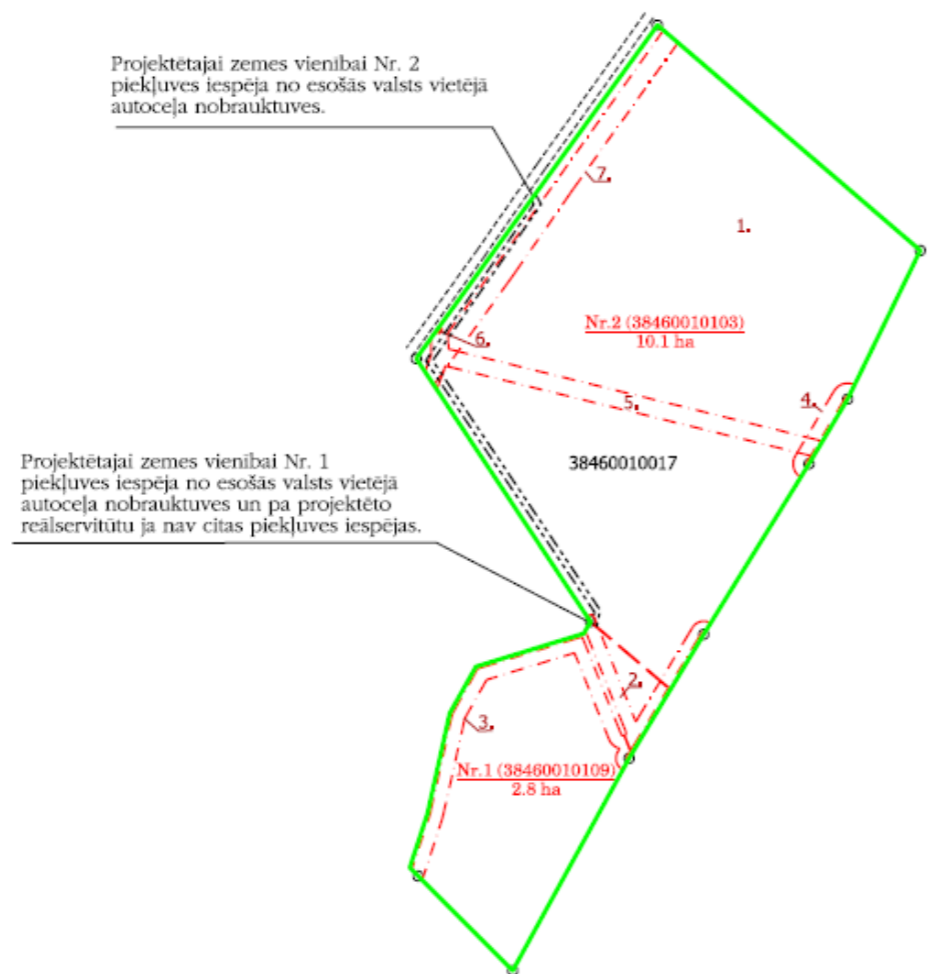 Projektētajai zemes vienībai Nr. 2
piekļuves iespēja no esošās valsts vietējā
autoceļa nobrauktuves.
7.
1.
Nr.2 (38460010103)
10.1 ha
6.
5.
4.
38460010017
Projektētajai zemes vienībai Nr. 1
piekļuves iespēja no esošās valsts vietējā
autoceļa nobrauktuves un pa projektēto
reālservitūtu ja nav citas piekļuves iespējas.
2.
3.
Nr.1 (38460010109)
2.8 ha